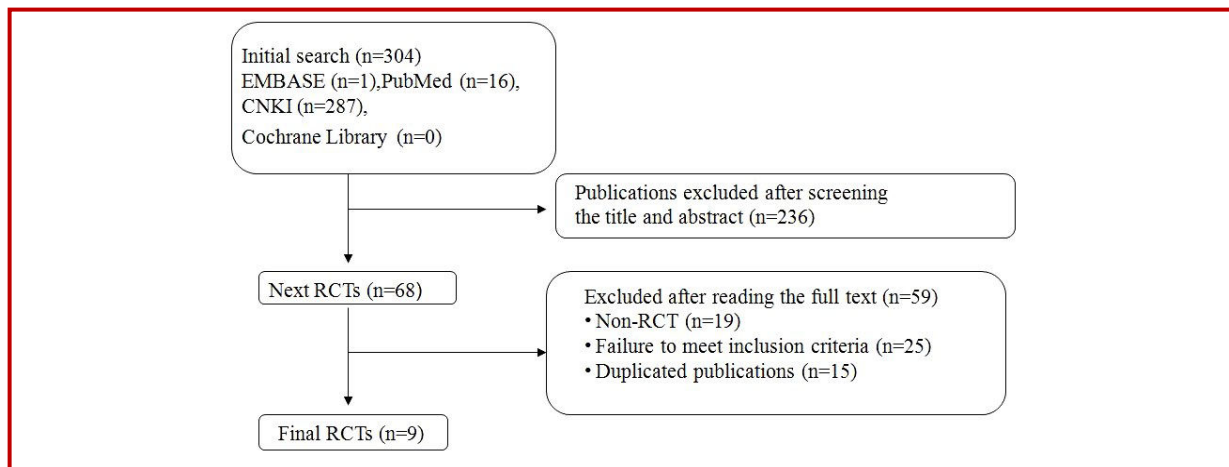 Initial search (n=304)
EMBASE (n=1),PubMed (n=16),
CNKI (n=287),
Cochrane Library (n=0)
Publications excluded after screening
the title and abstract (n=236)
Next RCTs (n=68)
Excluded after reading the full text (n=59)
• Non-RCT (n=19)
• Failure to meet inclusion criteria (n=25)
• Duplicated publications (n=15)
Final RCTs (n=9)